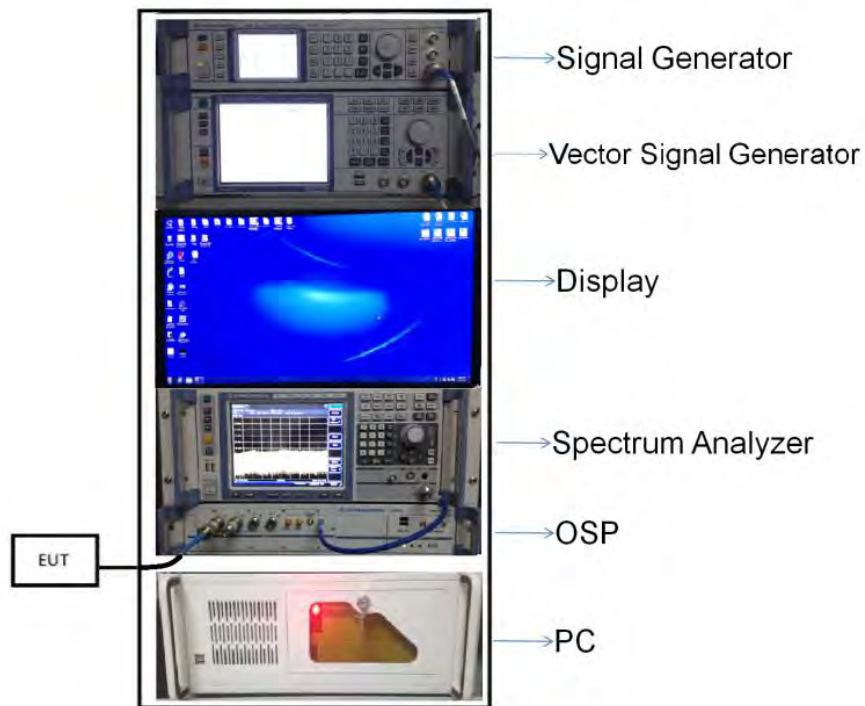 Signal Generator
Vector Signal Generator
Display
Spectrum Analyzer
OSP
EUT
PC